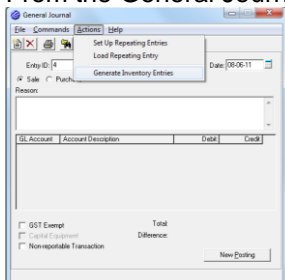 From the General Journ
General Journal
File Commands Actions Help
Set Up Repeating Entries
Load Repeating Entry
Generate Inventory Entries
Entry ID: 4
Date: 08-06-11
Sale Purch
Reason:
GL Account Account Description Debit Credit
GST Exempt
Total:
Capital Equipment
Difference:
Non-reportable Transaction
New Posting